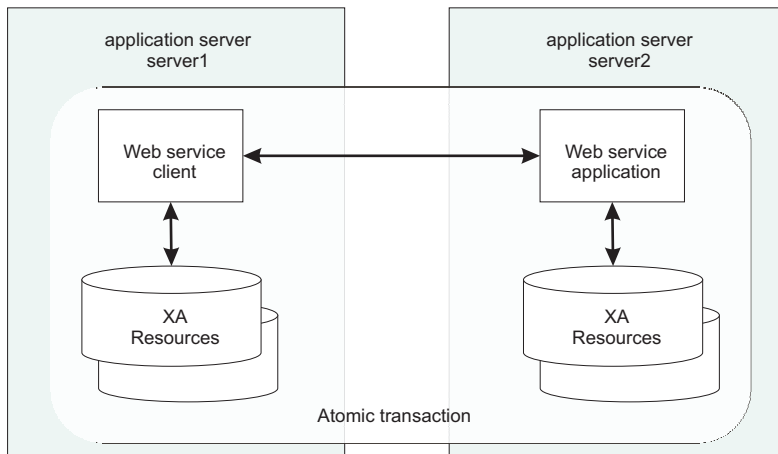 application server
server1
application server
server2
Web service
client
Web service
application
XA
Resources
XA
Resources
Atomic transaction